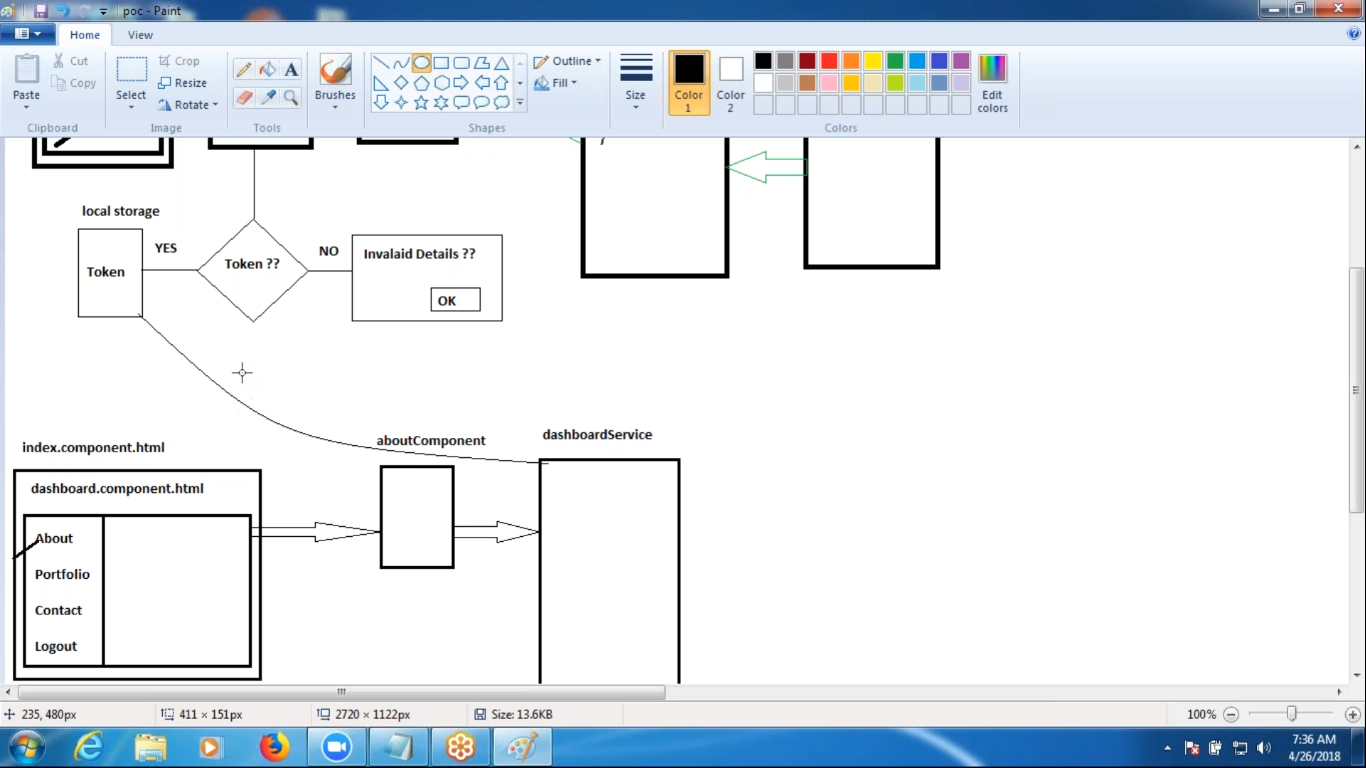 poc - Paint
Home
View
Paste
Cut
Copy
Clipboard
Select
Crop
Resize
Rotate
Image
A
Tools
Brushes
Shapes
Outline
Fill
Size
Color
1
Color
2
Edit
colors
Colors
}
local storage
Token
YES
Token ??
NO
Invalaid Details ??
OK
index.component.html
aboutComponent
dashboardService
dashboard.component.html
About
Portfolio
Contact
Logout
235, 480px
411 × 151px
2720 × 1122px
Size: 13.6KB
100%
7:36 AM
4/26/2018